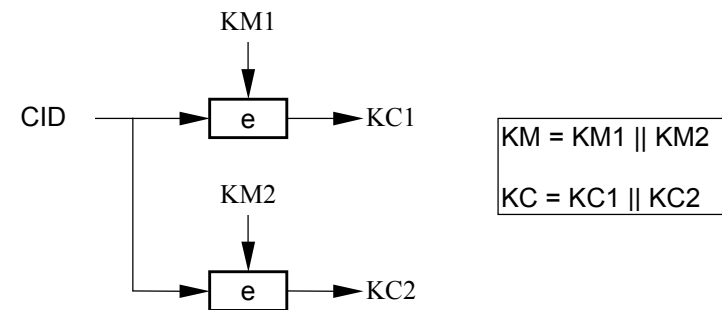 KM1
CID
e
KC1
KM = KM1 || KM2
KC = KC1 || KC2
KM2
e
KC2